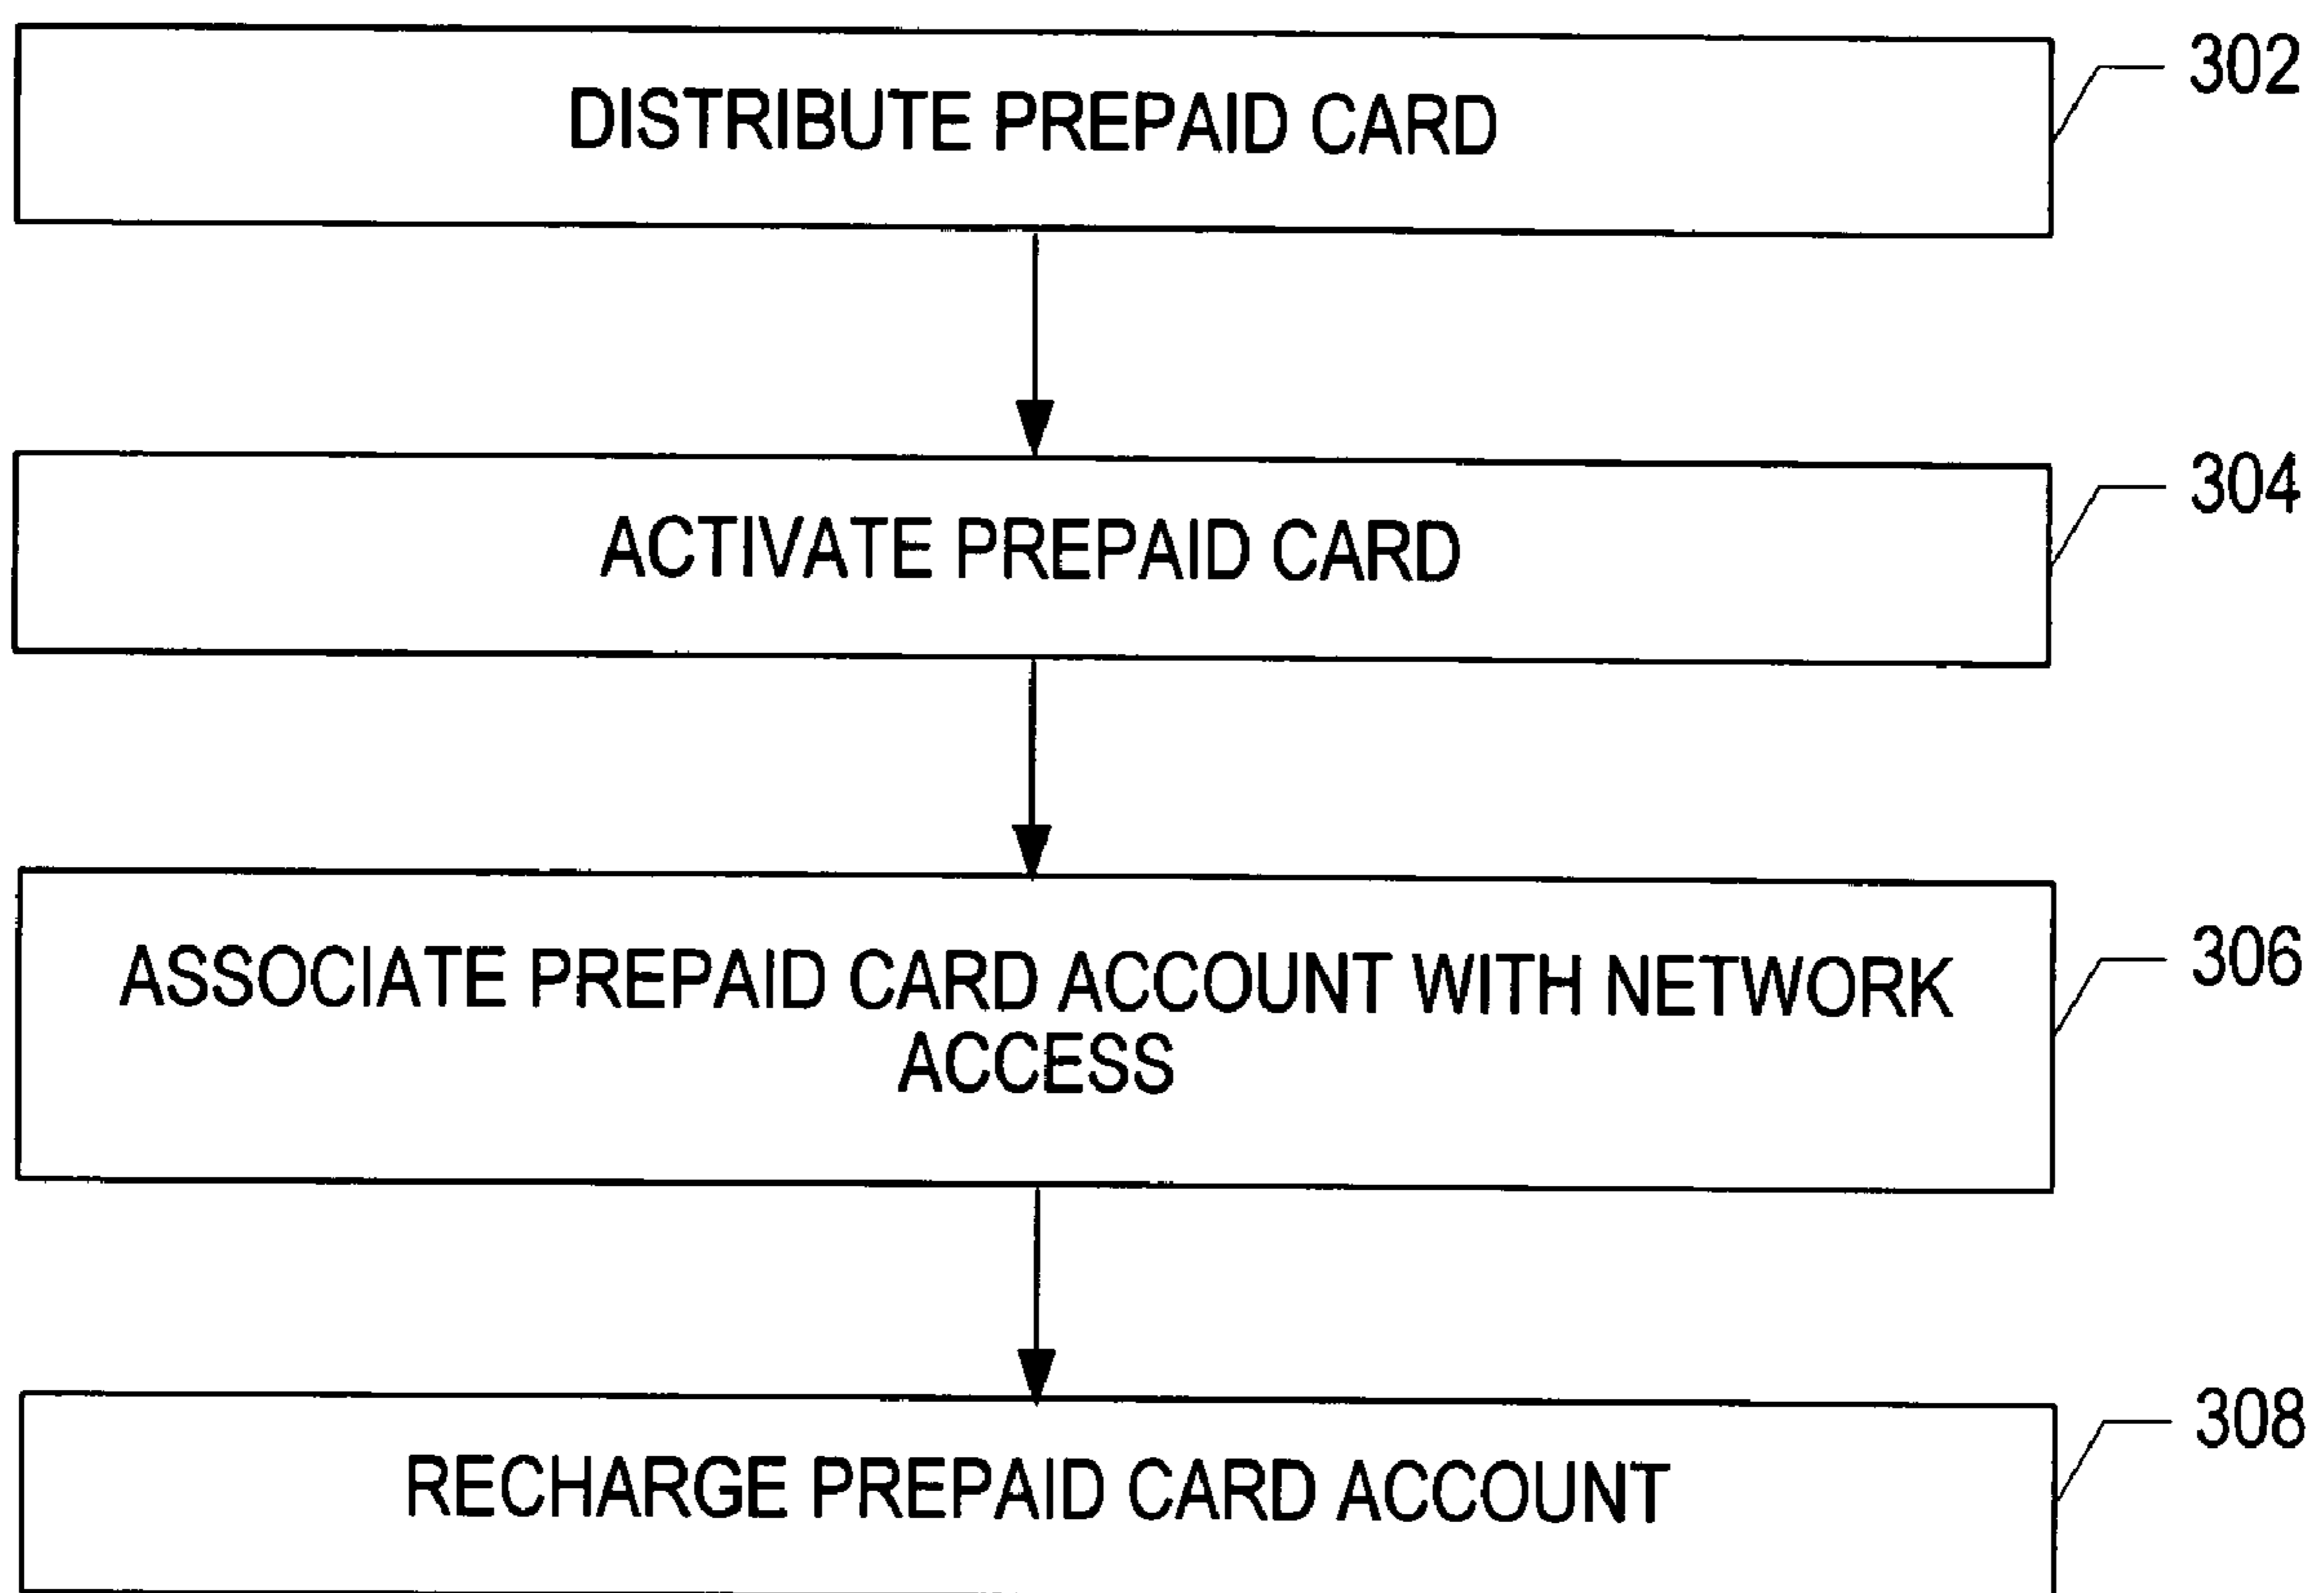 DISTRIBUTE PREPAID CARD
302
ACTIVATE PREPAID CARD
304
ASSOCIATE PREPAID CARD ACCOUNT WITH NETWORK
ACCESS
306
RECHARGE PREPAID CARD ACCOUNT
308